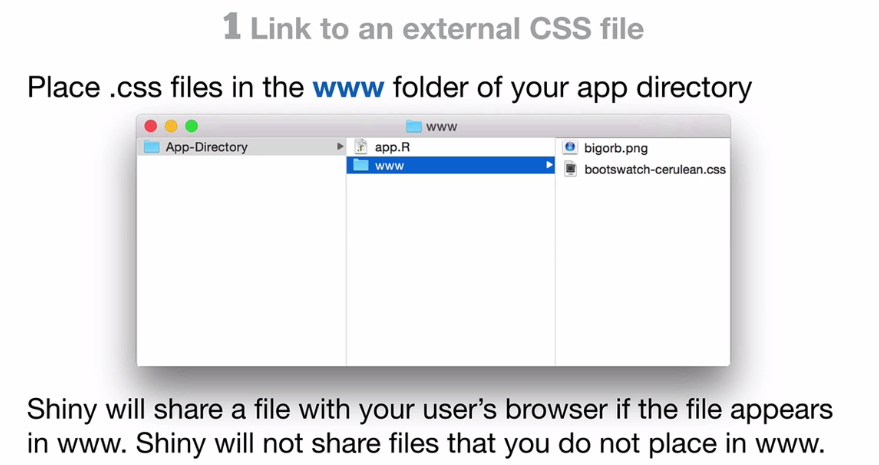 1 Link to an external CSS file
Place .css files in the www folder of your app directory
www
App-Directory
app.R
www
bigorb.png
bootswatch-cerulean.css
Shiny will share a file with your user's browser if the file appears
in www. Shiny will not share files that you do not place in www.